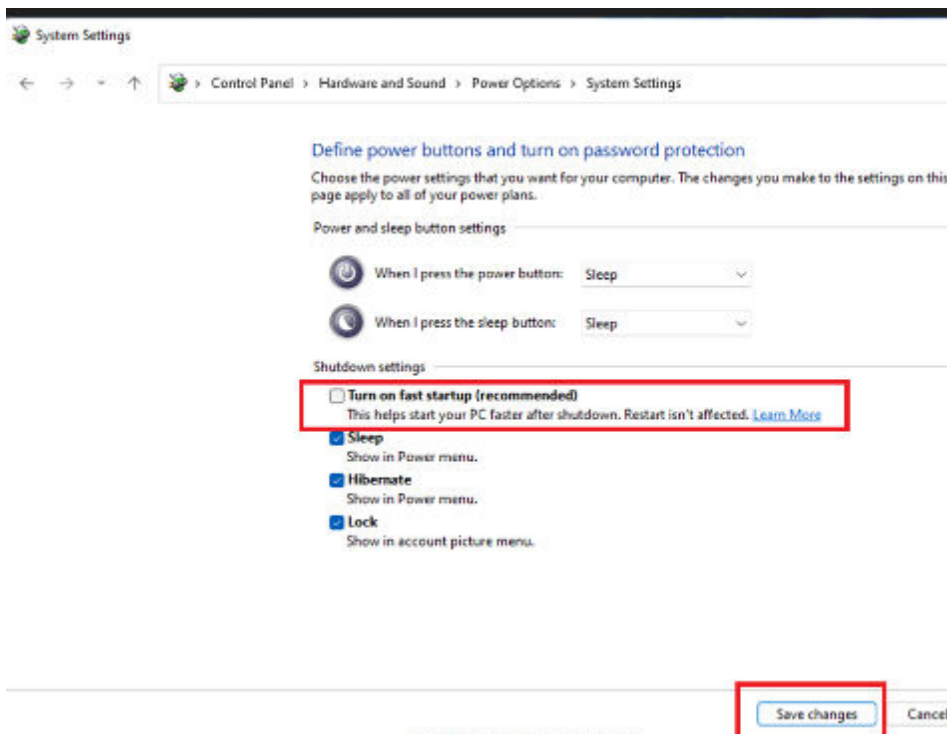 System Settings
Control Panel > Hardware and Sound > Power Options > System Settings
Define power buttons and turn on password protection
Choose the power settings that you want for your computer. The changes you make to the settings on this
page apply to all of your power plans.
Power and sleep button settings
When I press the power button: Sleep
When I press the sleep button: Sleep
Shutdown settings
Turn on fast startup (recommended)
This helps start your PC faster after shutdown. Restart isn't affected. Learn More
Sleep
Show in Power menu.
Hibernate
Show in Power menu.
Lock
Show in account picture menu.
Save changes Cancel